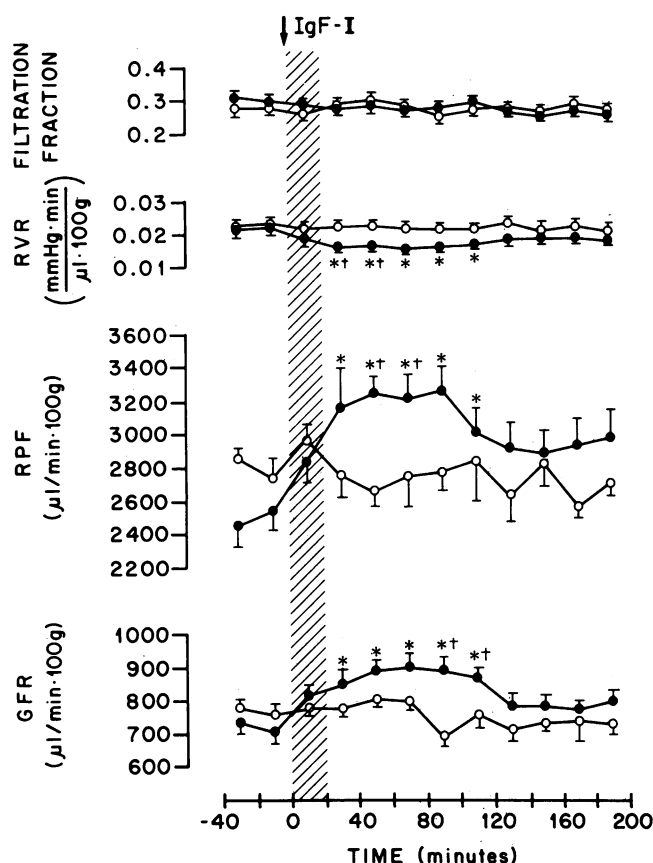 IgF-I
FILTRATION
FRACTION
0.4
0.3
0.2
RVR
(mmHg·min
µl·100g)
0.03
0.02
0.01
*† *† * * *
RPF
(µl/min·100g)
3600
3400
3200
3000
2800
2600
2400
2200
* *† *† * *
GFR
(µl/min·100g)
1000
900
800
700
600
* * * *† *†
-40 0 40 80 120 160 200
TIME (minutes)